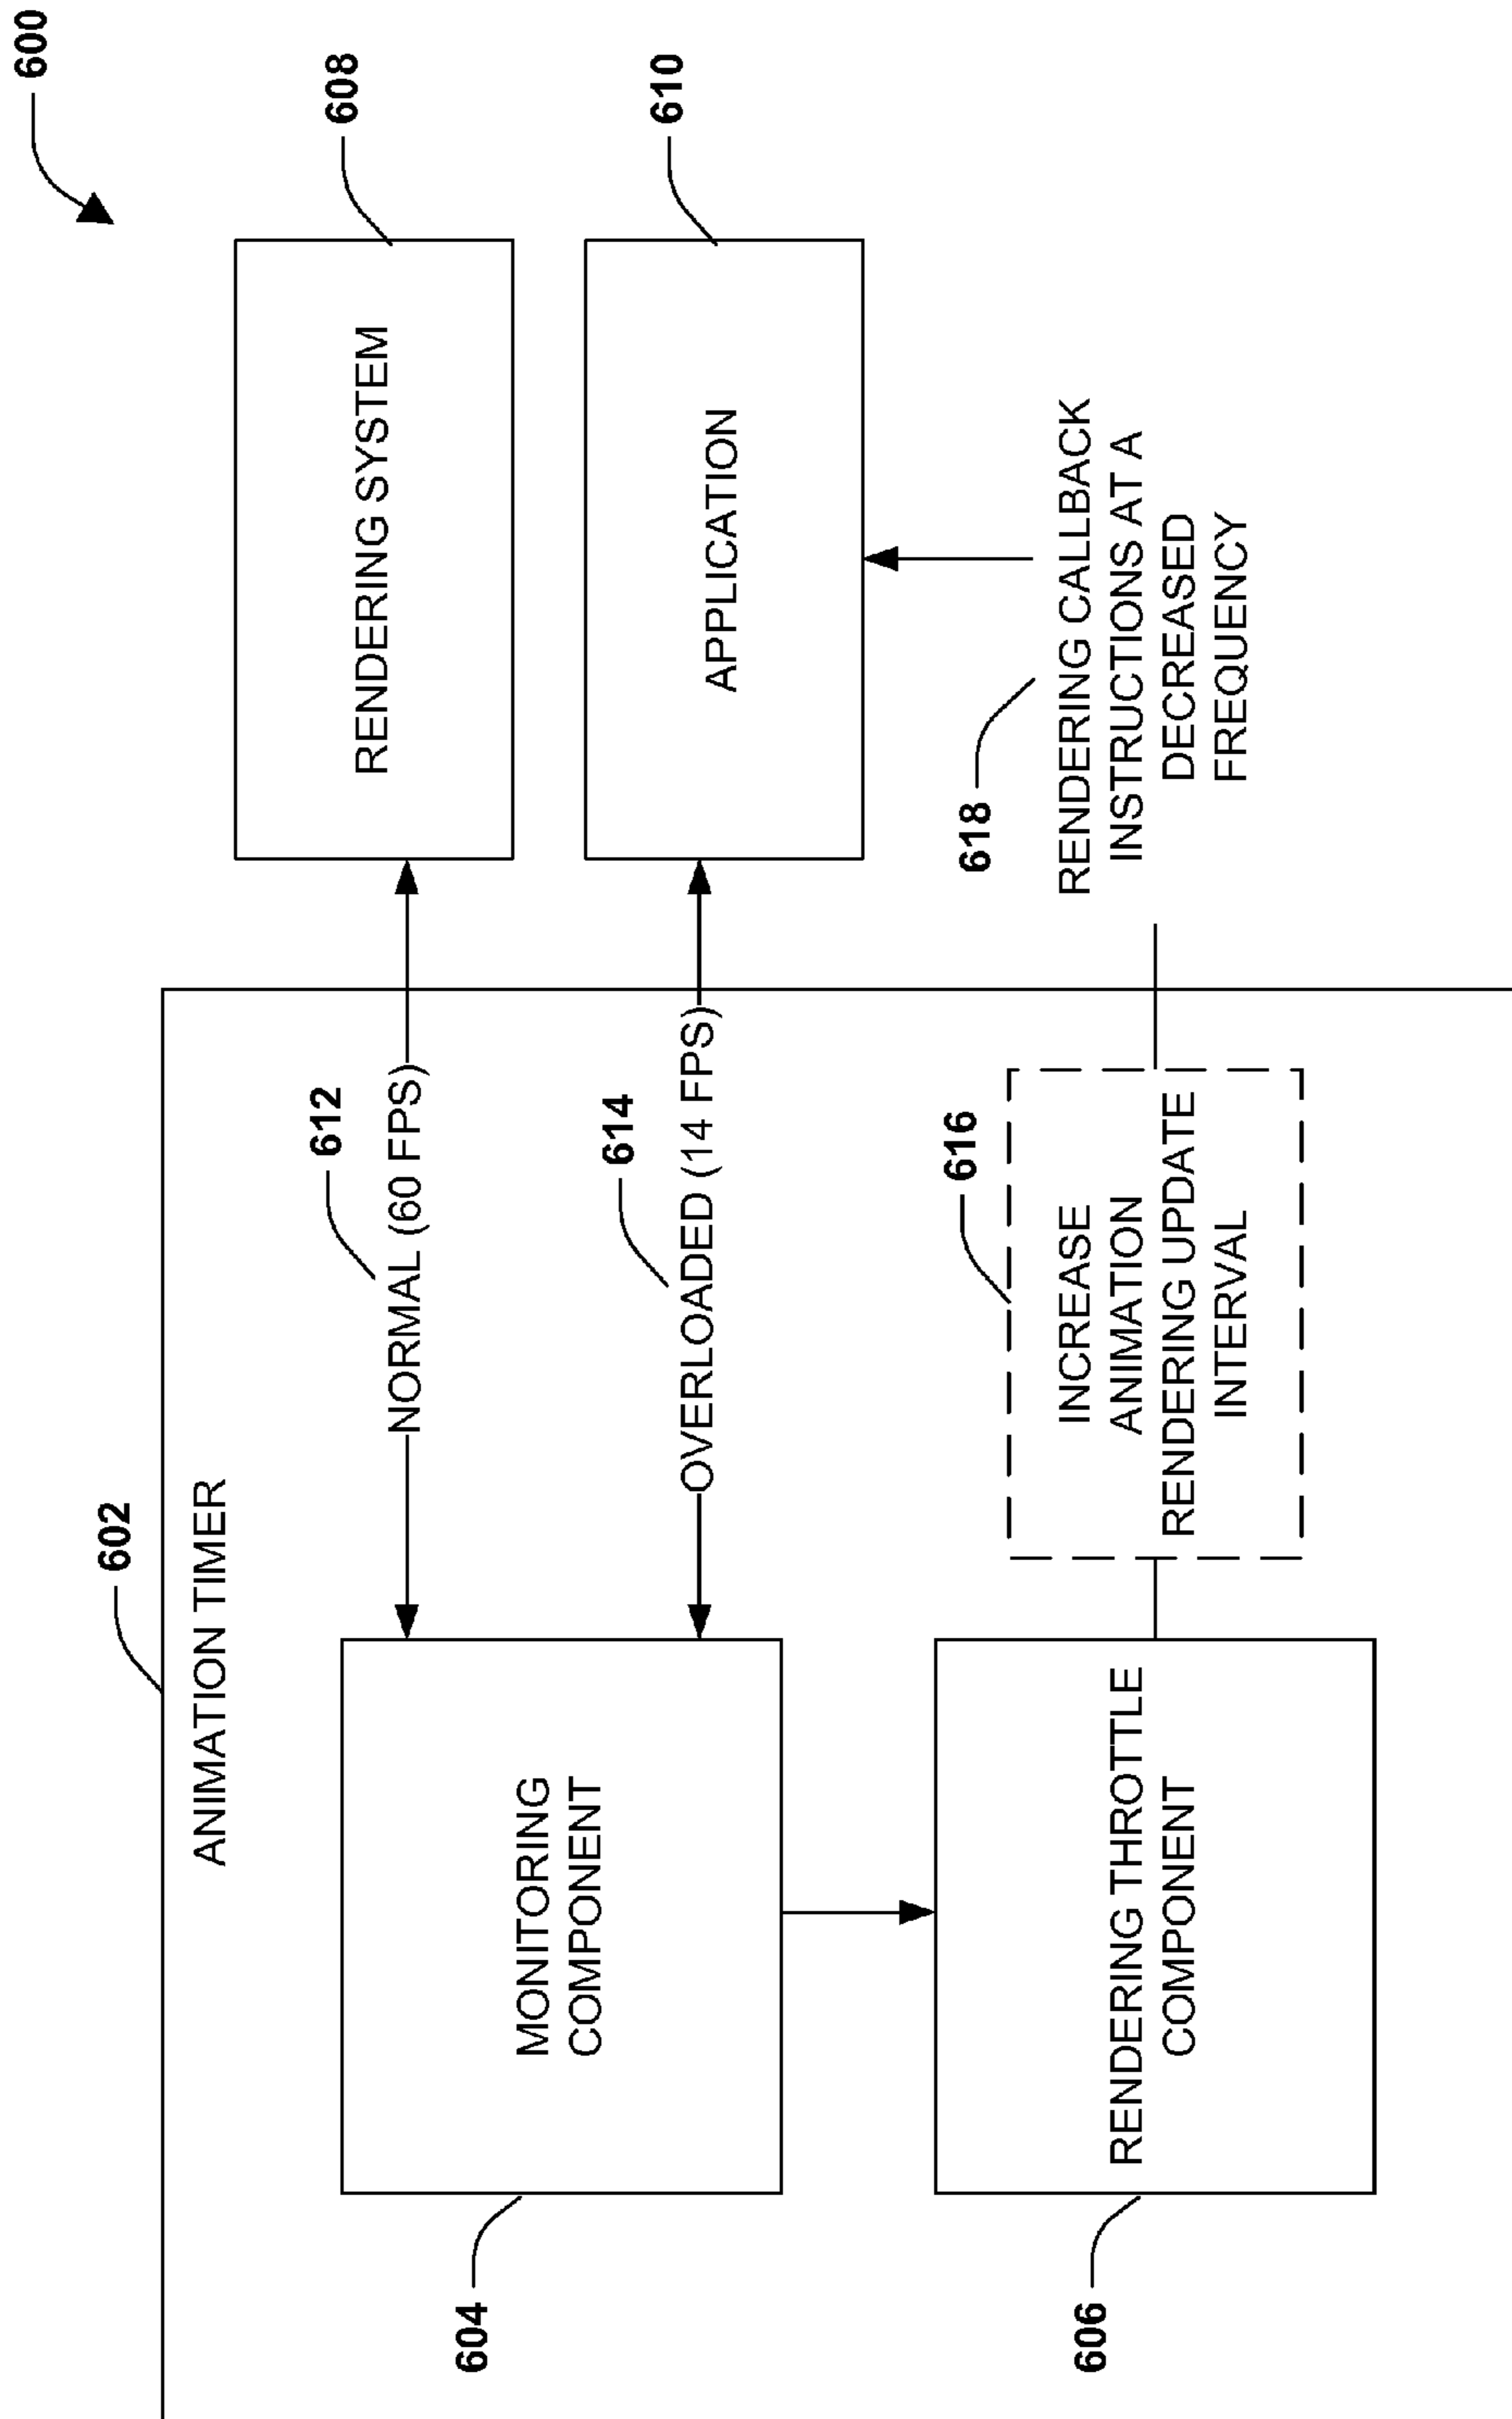 600
602
ANIMATION TIMER
612
NORMAL (60 FPS)
608
RENDERING SYSTEM
604
MONITORING
COMPONENT
614
OVERLOADED (14 FPS)
610
APPLICATION
606
RENDERING THROTTLE
COMPONENT
616
INCREASE
ANIMATION
RENDERING UPDATE
INTERVAL
618
RENDERING CALLBACK
INSTRUCTIONS AT A
DECREASED
FREQUENCY